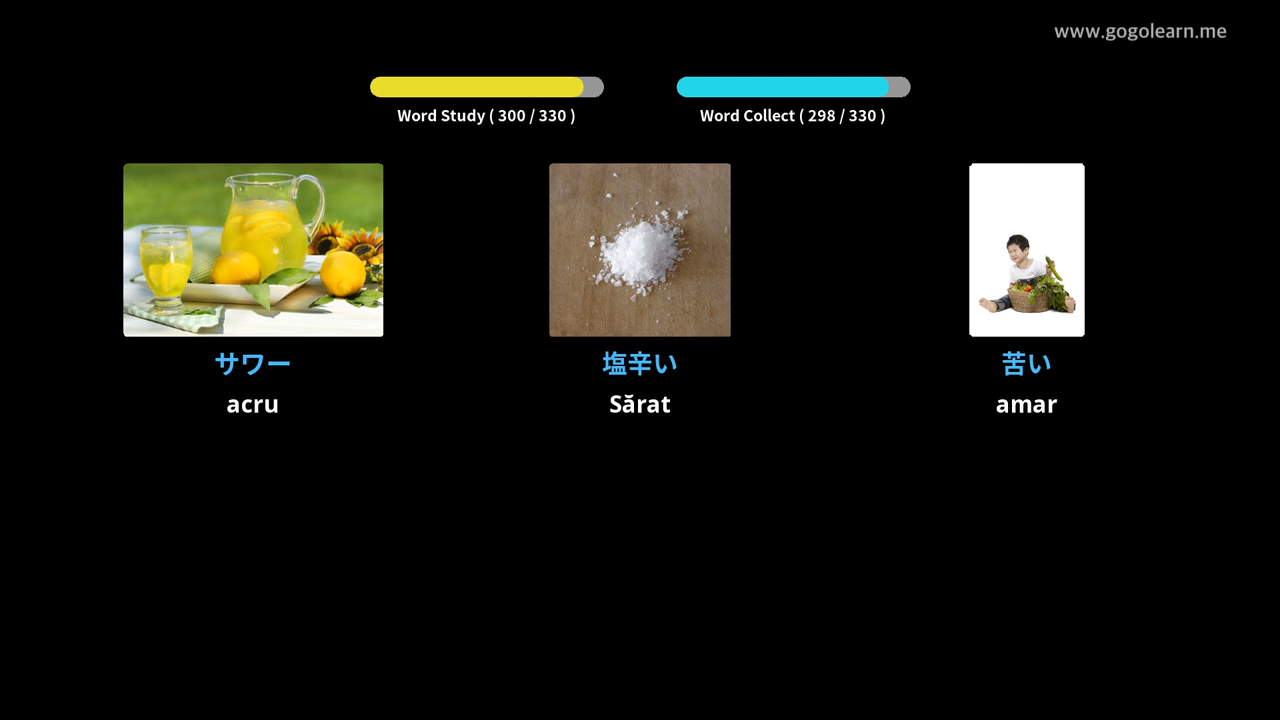 www.gogolearn.me
Word Study ( 300 / 330 )
Word Collect ( 298 / 330 )
サワー
塩辛い
苦い
acru
Sărat
amar